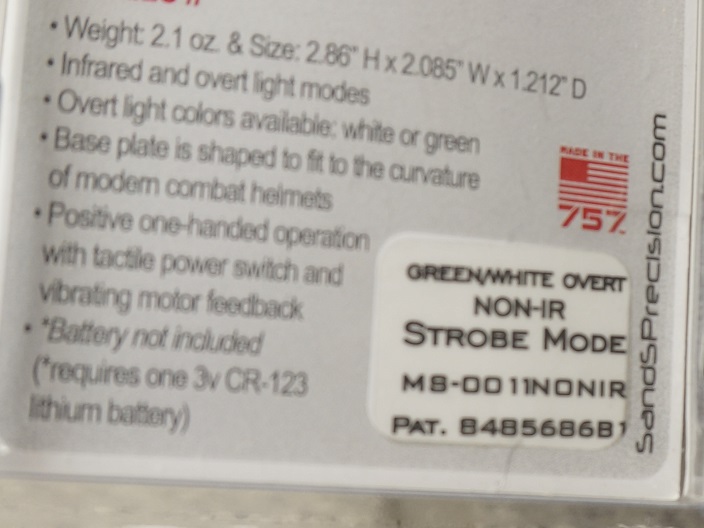 • Weight: 2.1 oz. & Size: 2.86" H x 2.085" W x 1.212" D
• Infrared and overt light modes
• Overt light colors available: white or green
• Base plate is shaped to fit to the curvature
of modern combat helmets
• Positive one-handed operation
with tactile power switch and
vibrating motor feedback
• *Battery not included
(*requires one 3v CR-123
lithium battery)
MADE IN THE
75%
GREEN/WHITE OVERT
NON-IR
STROBE MODE
MS-0011NONIR
PAT. 8485686B1
SandSPrecision.com